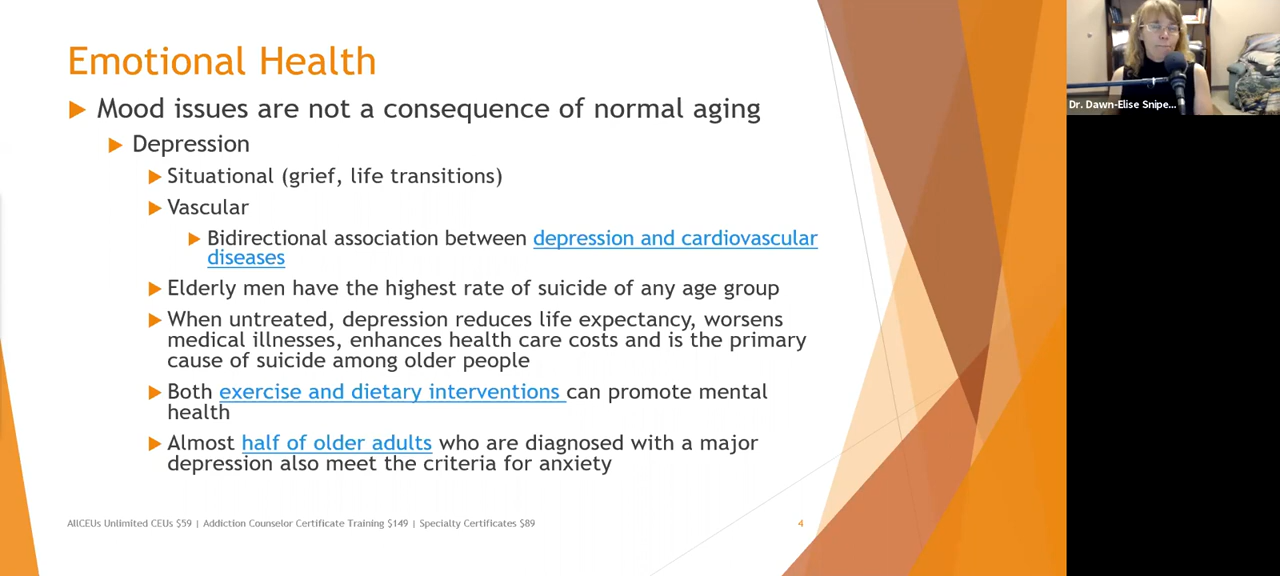 Emotional Health
Mood issues are not a consequence of normal aging
Depression
Situational (grief, life transitions)
Vascular
Bidirectional association between depression and cardiovascular
diseases
Elderly men have the highest rate of suicide of any age group
When untreated, depression reduces life expectancy, worsens
medical illnesses, enhances health care costs and is the primary
cause of suicide among older people
Both exercise and dietary interventions can promote mental
health
Almost half of older adults who are diagnosed with a major
depression also meet the criteria for anxiety
AllCEUs Unlimited CEUs $59 | Addiction Counselor Certificate Training $149 | Specialty Certificates $89
4
Dr. Dawn-Elise Snipe...